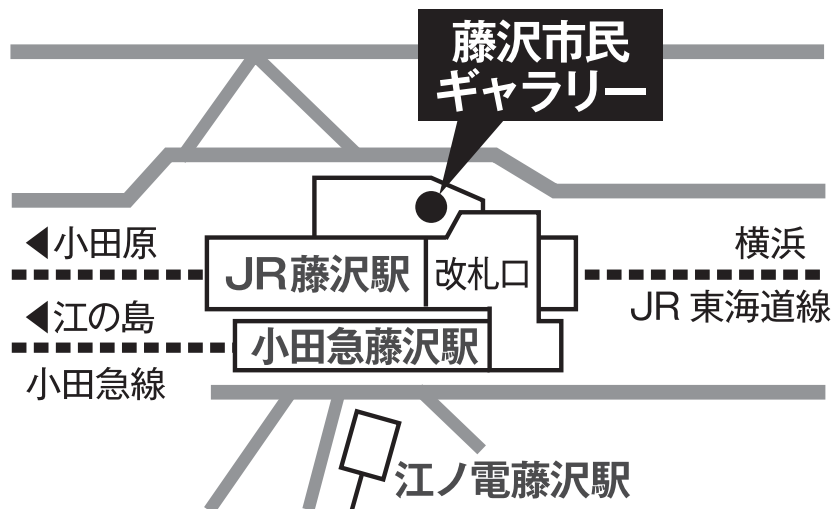 藤沢市民
ギャラリー
◀小田原
横浜
JR藤沢駅
改札口
JR 東海道線
◀江の島
小田急藤沢駅
小田急線
江ノ電藤沢駅